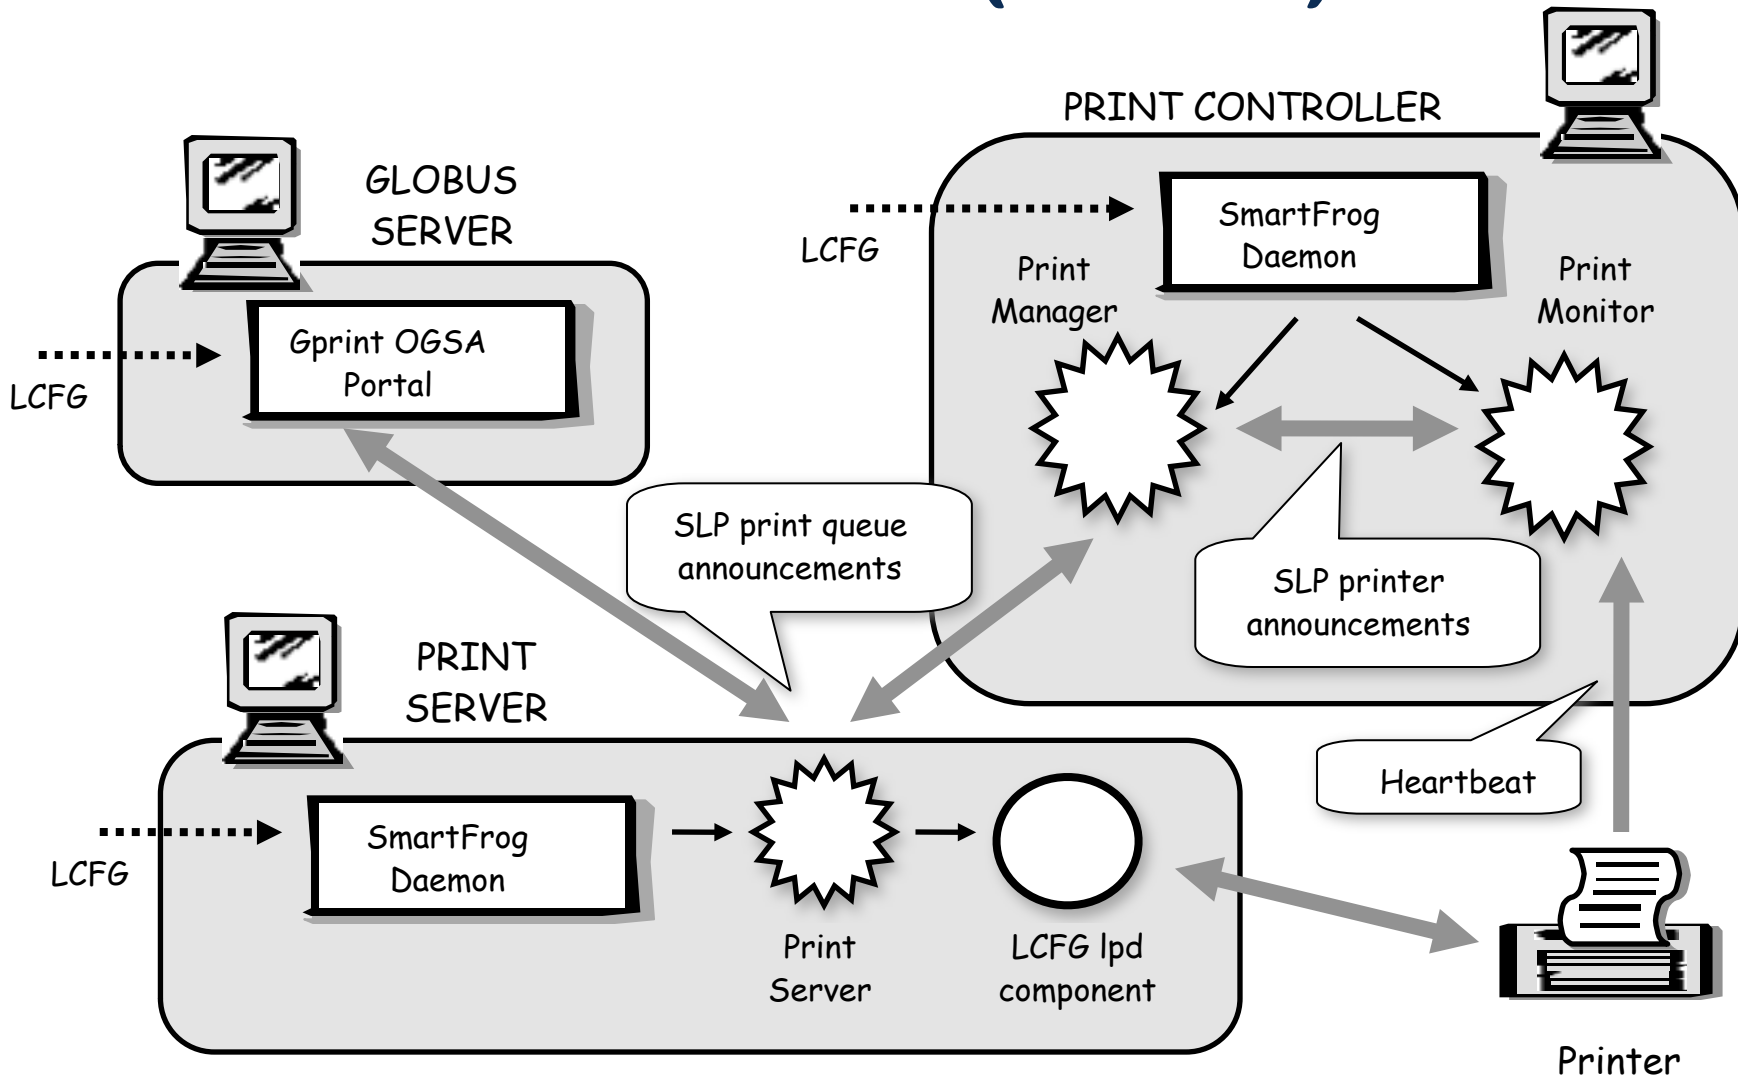 PRINT CONTROLLER
GLOBUS
SERVER
LCFG
SmartFrog
Daemon
Print
Manager
Print
Monitor
Gprint OGSA
Portal
LCFG
SLP print queue
announcements
SLP printer
announcements
PRINT
SERVER
Heartbeat
LCFG
SmartFrog
Daemon
Print
Server
LCFG lpd
component
Printer